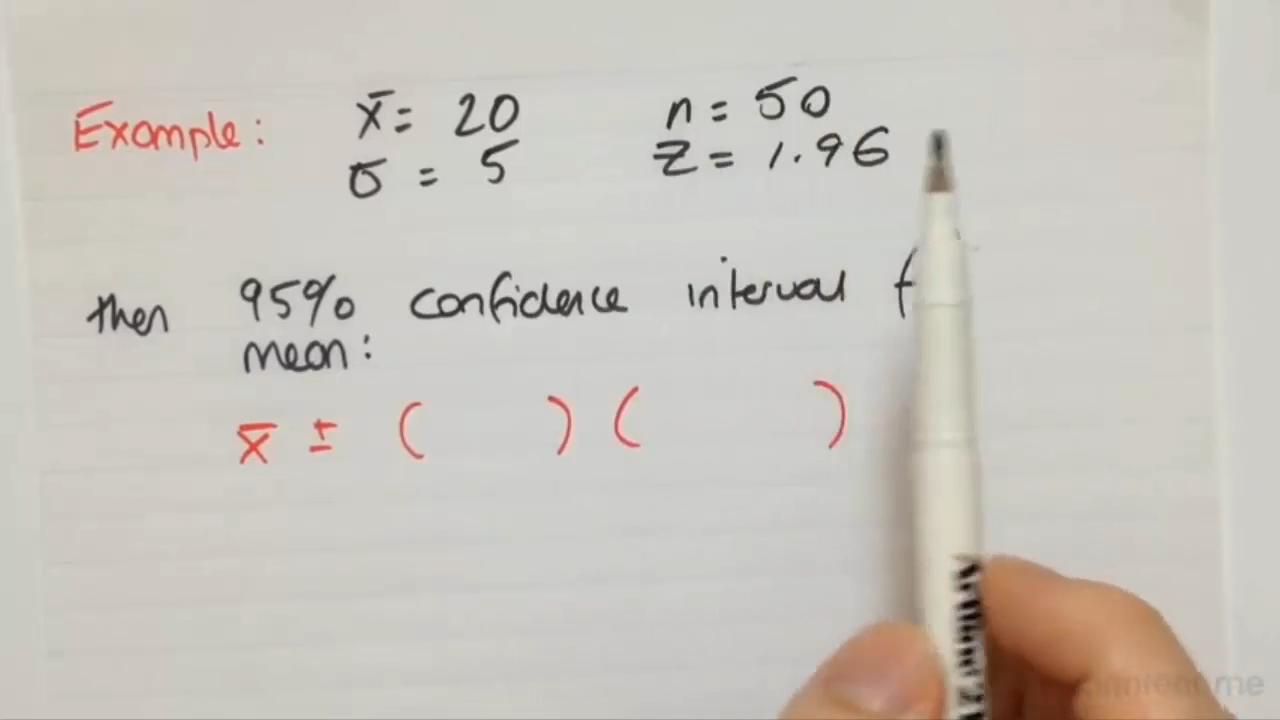 Example: x̄ = 20 n = 50
σ = 5 z = 1.96
then 95% confidence interval
mean:
x̄ ± ( ) ( )